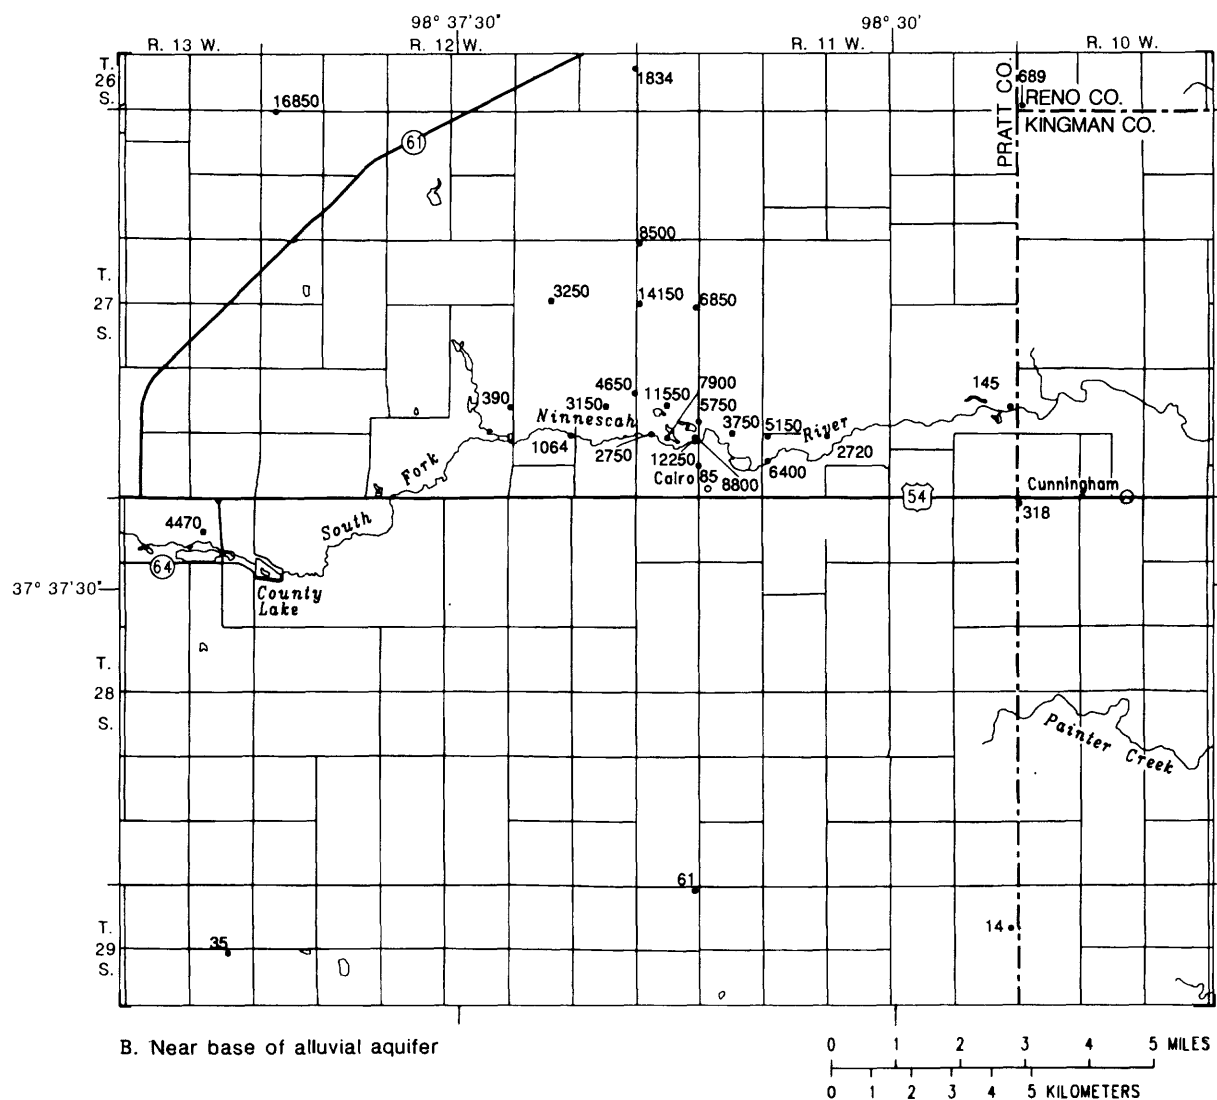 98° 37'30"
98° 30'
R. 13 W.
R. 12 W.
R. 11 W.
R. 10 W.
T.
26
S.
1834
PRATT CO.
689
16850
RENO CO.
KINGMAN CO.
61
8500
T.
27
S.
3250
14150
6850
4650
11550
7900
145
390
3150
5750
Ninnescah
3750
5150
River
1064
2750
12250
2720
Fork
Cairo
85
8800
6400
Cunningham
54
318
4470
South
64
37° 37'30"
County
Lake
T.
28
S.
Painter Creek
61
T.
29
S.
35
14
B. Near base of alluvial aquifer
0 1 2 3 4 5 MILES
0 1 2 3 4 5 KILOMETERS